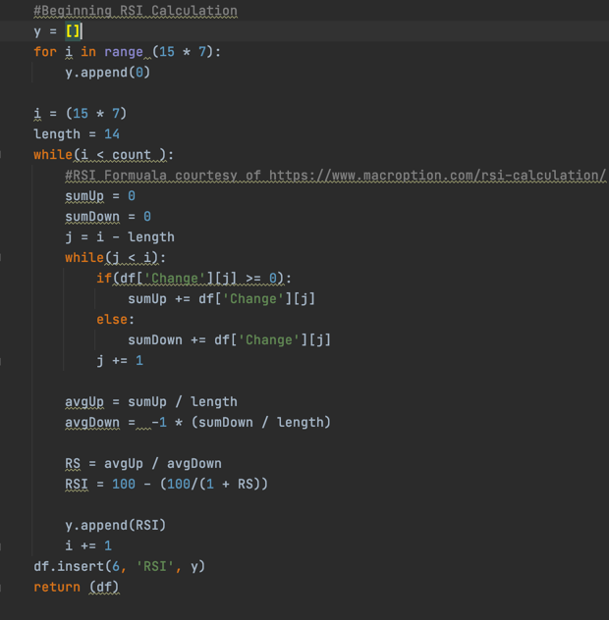 #Beginning RSI Calculation
y = []
for i in range (15 * 7):
    y.append(0)

i = (15 * 7)
length = 14
while(i < count ):
    #RSI Formuala courtesy of https://www.macroption.com/rsi-calculation/
    sumUp = 0
    sumDown = 0
    j = i - length
    while(j < i):
        if(df['Change'][j] >= 0):
            sumUp += df['Change'][j]
        else:
            sumDown += df['Change'][j]
        j += 1

    avgUp = sumUp / length
    avgDown =  -1 * (sumDown / length)

    RS = avgUp / avgDown
    RSI = 100 - (100/(1 + RS))

    y.append(RSI)
    i += 1
df.insert(6, 'RSI', y)
return (df)